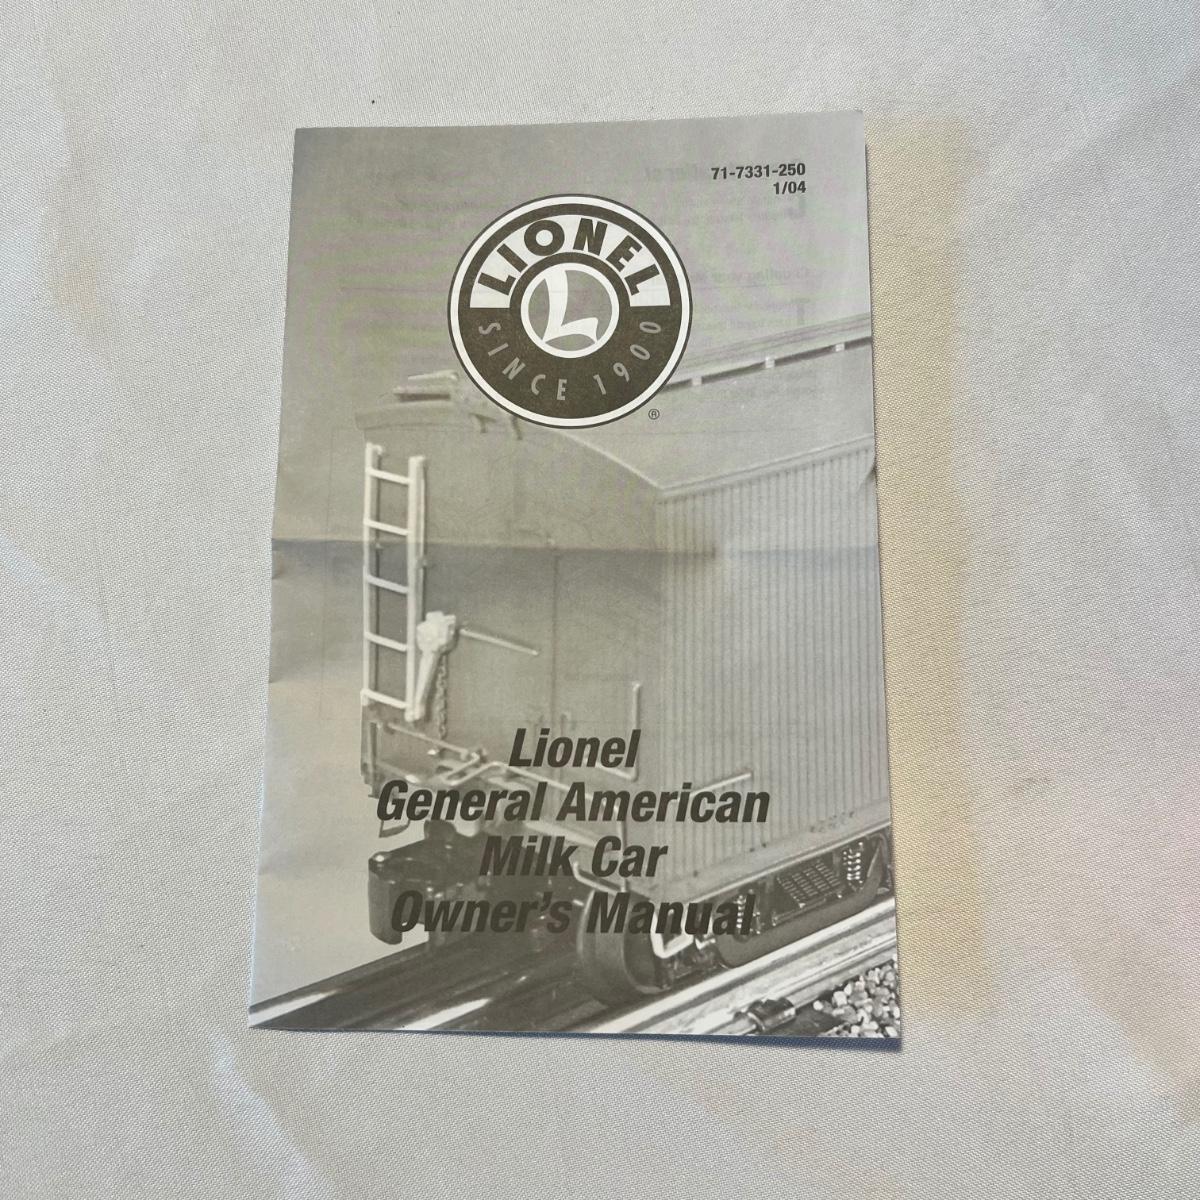 71-7331-250
1/04
LIONEL
L
SINCE 1900
®
Lionel
General American
Milk Car
Owner's Manual